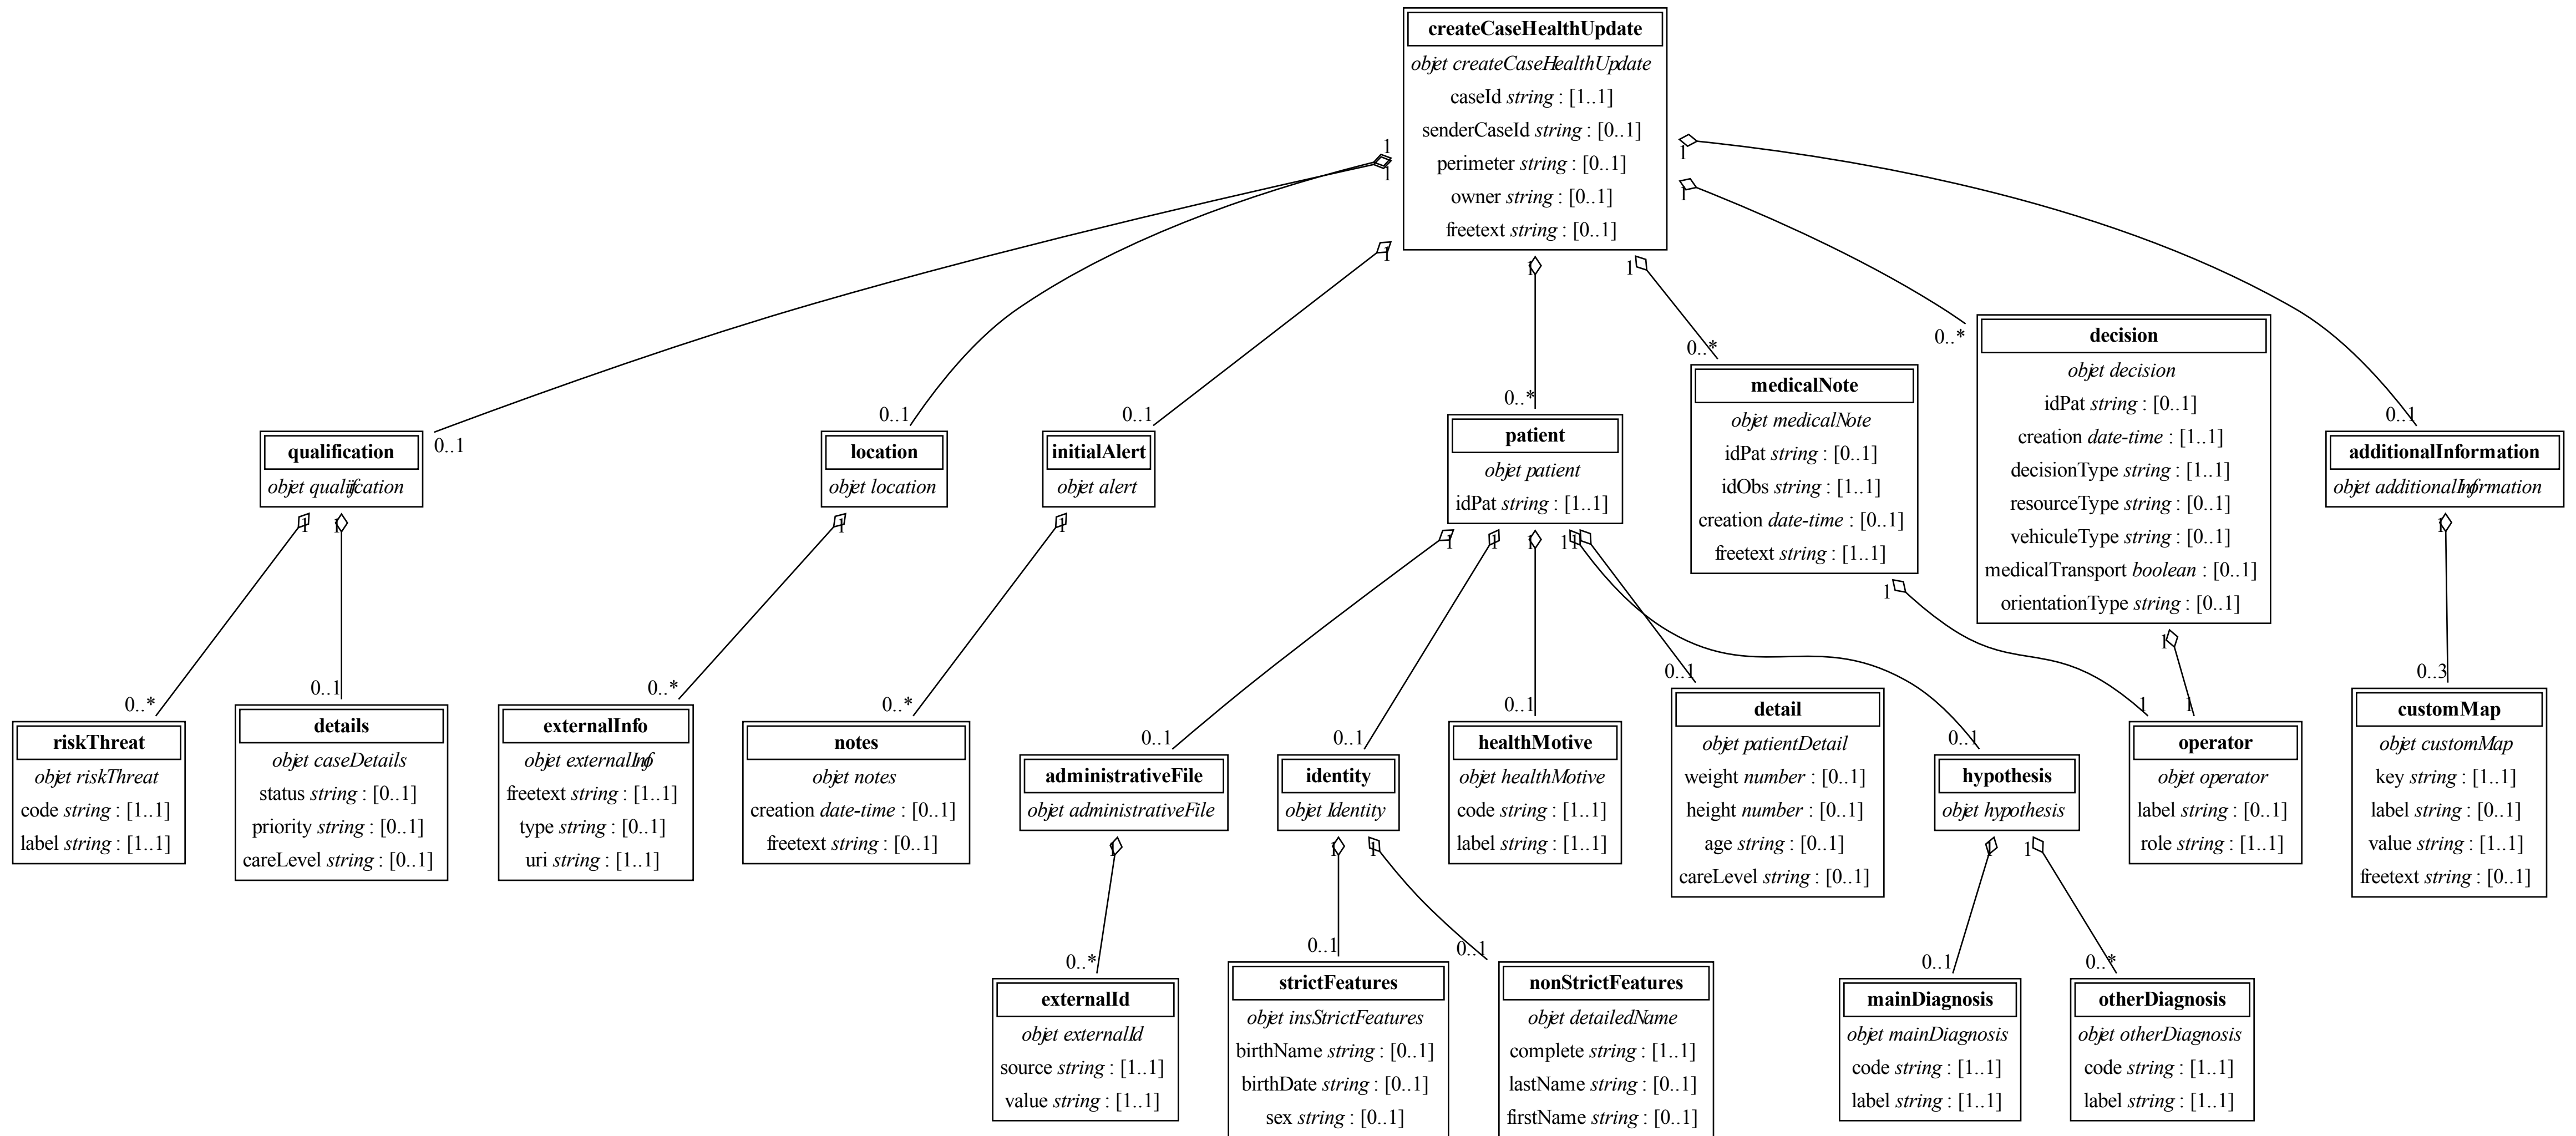 createCaseHealthUpdate
objet createCaseHealthUpdate
caseId string : [1..1]
senderCaseId string : [0..1]
perimeter string : [0..1]
owner string : [0..1]
freetext string : [0..1]
1
1
1
1
1
1
1
0..1
0..1
0..1
0..*
0..*
0..*
0..1
qualification
objet qualifcation
1
1
location
objet location
1
initialAlert
objet alert
1
patient
objet patient
idPat string : [1..1]
1
1
1
1
1
medicalNote
objet medicalNote
idPat string : [0..1]
idObs string : [1..1]
creation date-time : [0..1]
freetext string : [1..1]
1
decision
objet decision
idPat string : [0..1]
creation date-time : [1..1]
decisionType string : [1..1]
resourceType string : [0..1]
vehiculeType string : [0..1]
medicalTransport boolean : [0..1]
orientationType string : [0..1]
1
additionalInformation
objet additionalInformation
1
0..*
riskThreat
objet riskThreat
code string : [1..1]
label string : [1..1]
0..1
details
objet caseDetails
status string : [0..1]
priority string : [0..1]
careLevel string : [0..1]
0..*
externalInfo
objet externalInfo
freetext string : [1..1]
type string : [0..1]
uri string : [1..1]
0..*
notes
objet notes
creation date-time : [0..1]
freetext string : [0..1]
0..1
administrativeFile
objet administrativeFile
1
0..1
identity
objet Identity
1
1
0..1
healthMotive
objet healthMotive
code string : [1..1]
label string : [1..1]
0..1
detail
objet patientDetail
weight number : [0..1]
height number : [0..1]
age string : [0..1]
careLevel string : [0..1]
0..1
hypothesis
objet hypothesis
1
1
1
1
operator
objet operator
label string : [0..1]
role string : [1..1]
0..3
customMap
objet customMap
key string : [1..1]
label string : [0..1]
value string : [1..1]
freetext string : [0..1]
0..*
externalId
objet externalId
source string : [1..1]
value string : [1..1]
0..1
strictFeatures
objet insStrictFeatures
birthName string : [0..1]
birthDate string : [0..1]
sex string : [0..1]
0..1
nonStrictFeatures
objet detailedName
complete string : [1..1]
lastName string : [0..1]
firstName string : [0..1]
0..1
mainDiagnosis
objet mainDiagnosis
code string : [1..1]
label string : [1..1]
0..*
otherDiagnosis
objet otherDiagnosis
code string : [1..1]
label string : [1..1]